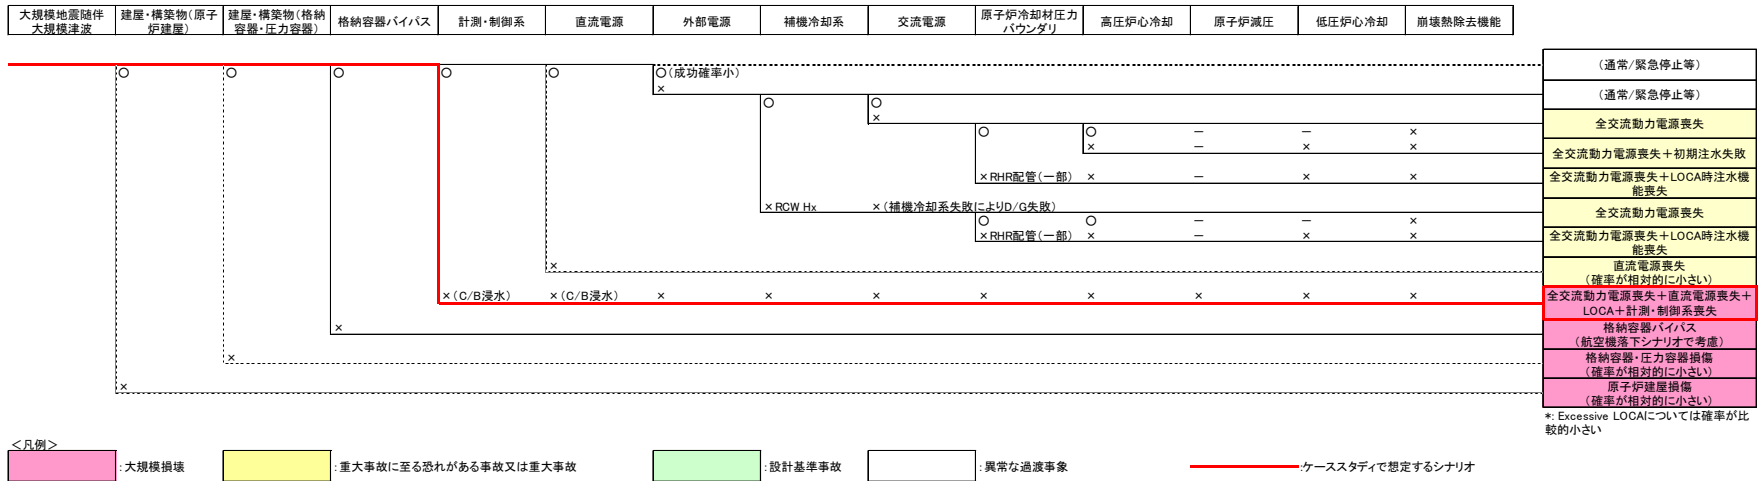 大規模地震随伴
大規模津波
建屋・構築物(原子
炉建屋)
建屋・構築物(格納
容器・圧力容器)
格納容器バイパス
計測・制御系
直流電源
外部電源
補機冷却系
交流電源
原子炉冷却材圧力
バウンダリ
高圧炉心冷却
原子炉減圧
低圧炉心冷却
崩壊熱除去機能
○ ○ ○ ○ ○ ○(成功確率小)
(通常/緊急停止等)
×
(通常/緊急停止等)
○ ○
×
全交流動力電源喪失
○ ○ － － ×
× － × ×
全交流動力電源喪失＋初期注水失敗
×RHR配管(一部) × － × ×
全交流動力電源喪失＋LOCA時注水機
能喪失
×RCW Hx ×(補機冷却系失敗によりD/G失敗)
全交流動力電源喪失
○ ○ － － ×
×RHR配管(一部) × － × ×
全交流動力電源喪失＋LOCA時注水機
能喪失
×
直流電源喪失
(確率が相対的に小さい)
×(C/B浸水) ×(C/B浸水) × × × × × × × ×
全交流動力電源喪失＋直流電源喪失＋
LOCA＋計測・制御系喪失
×
格納容器バイパス
(航空機落下シナリオで考慮)
×
格納容器・圧力容器損傷
(確率が相対的に小さい)
×
原子炉建屋損傷
(確率が相対的に小さい)
*: Excessive LOCAについては確率が比
較的小さい
＜凡例＞
：大規模損壊
：重大事故に至る恐れがある事故又は重大事故
：設計基準事故
：異常な過渡事象
：ケーススタディで想定するシナリオ